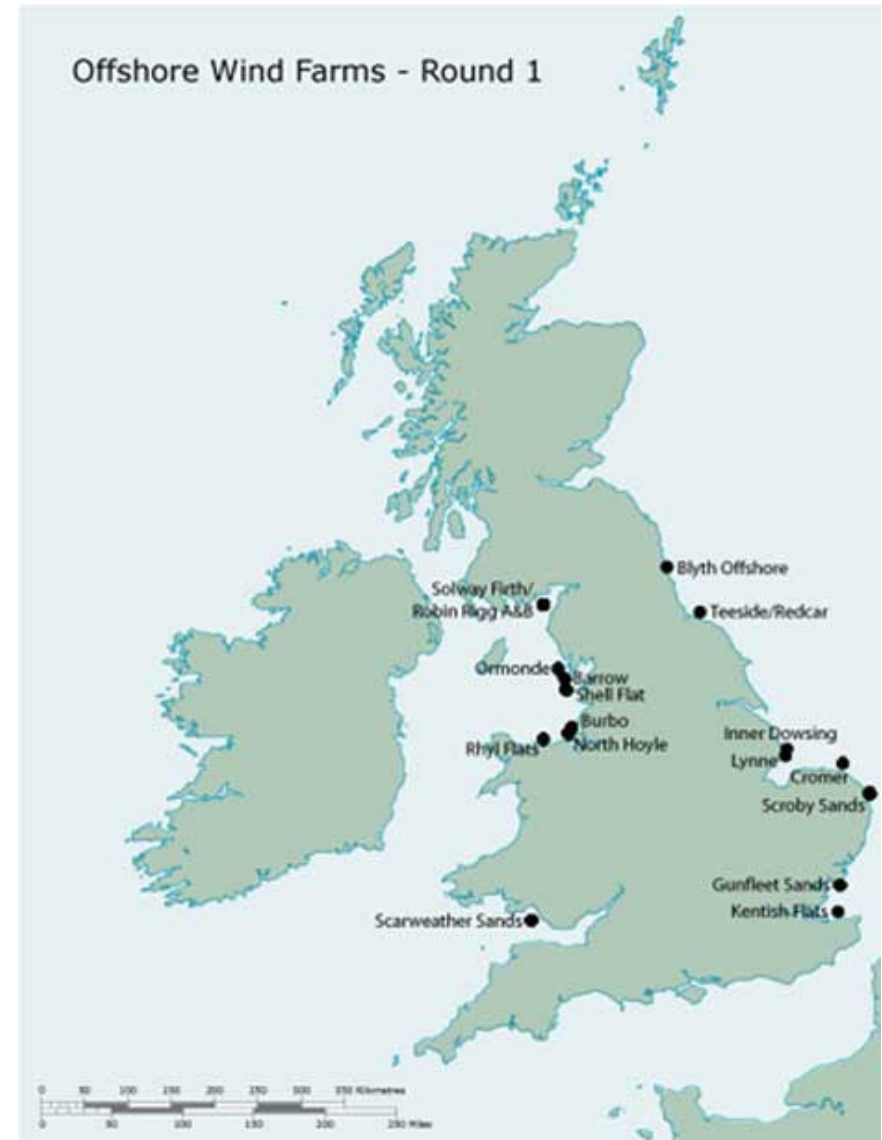 Offshore Wind Farms - Round 1
Blyth Offshore
Solway Firth/
Robin Rigg A&B
Teeside/Redcar
Ormonde
Barrow
Shell Flat
Burbo
North Hoyle
Rhyl Flats
Inner Dowsing
Lynne
Cromer
Scroby Sands
Gunfleet Sands
Kentish Flats
Scarweather Sands
0 50 100 150 200 250 300 350 Kilometres
0 50 100 150 200 250 Miles